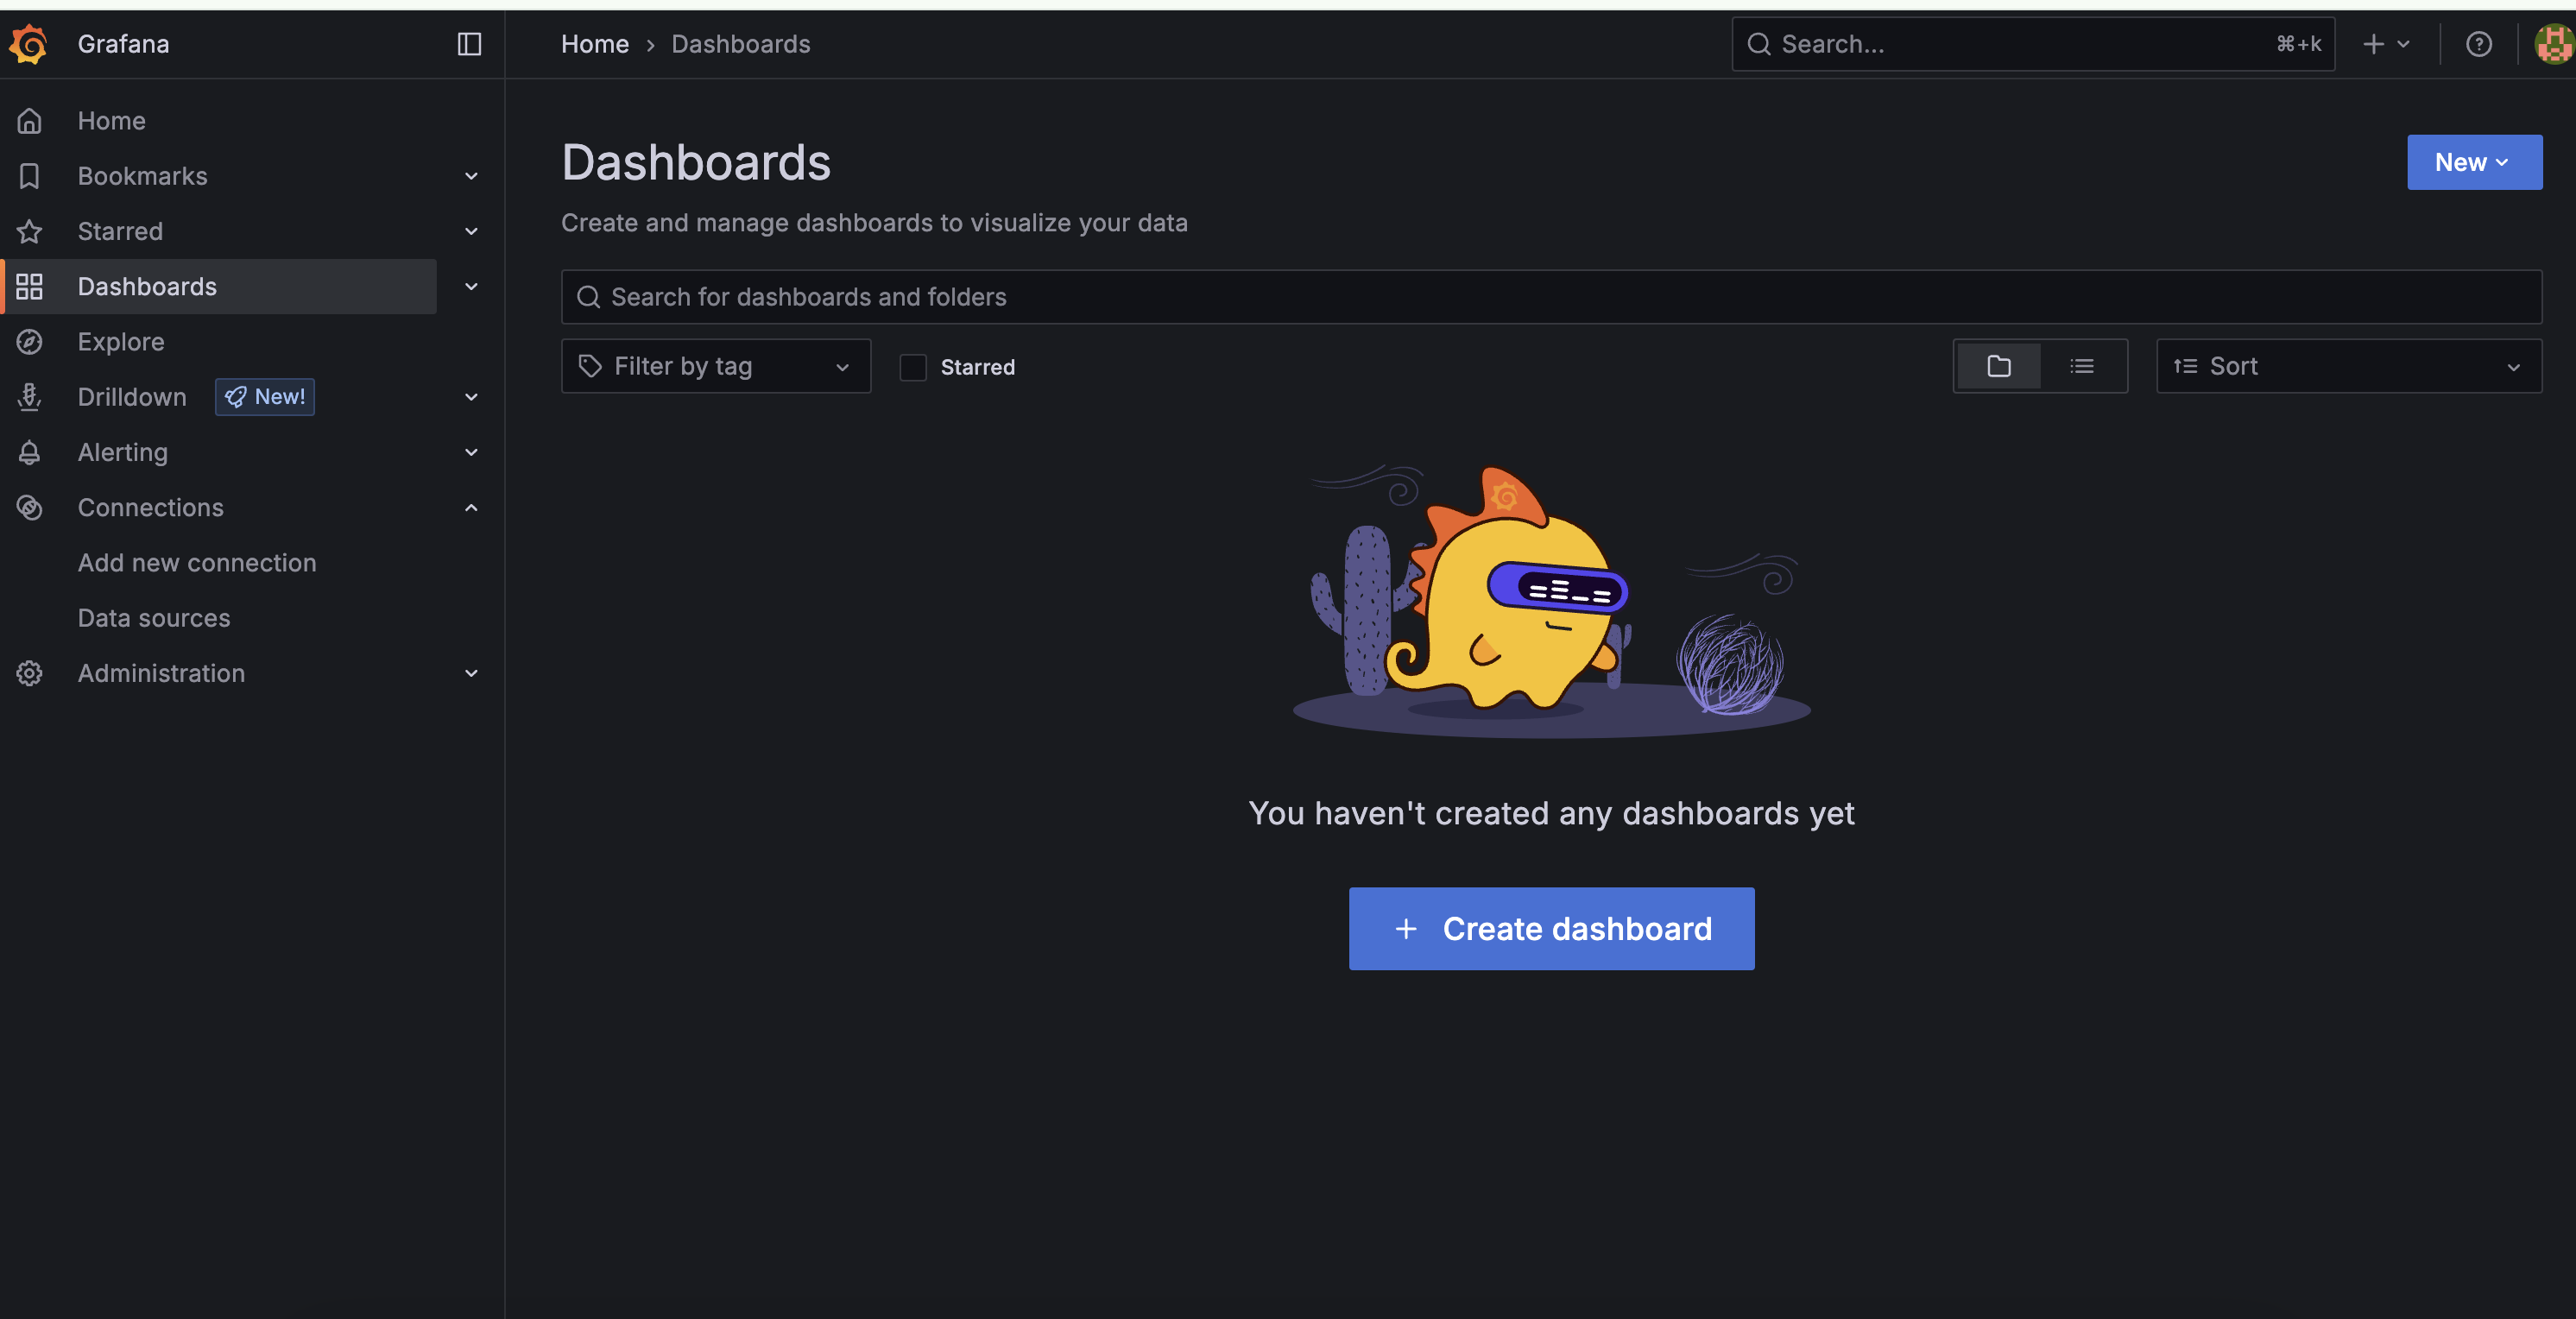 Grafana
Home › Dashboards
Search...
⌘+k
Home
Bookmarks
Starred
Dashboards
Explore
Drilldown
New!
Alerting
Connections
Add new connection
Data sources
Administration
Dashboards
New
Create and manage dashboards to visualize your data
Search for dashboards and folders
Filter by tag
Starred
Sort
You haven't created any dashboards yet
+ Create dashboard